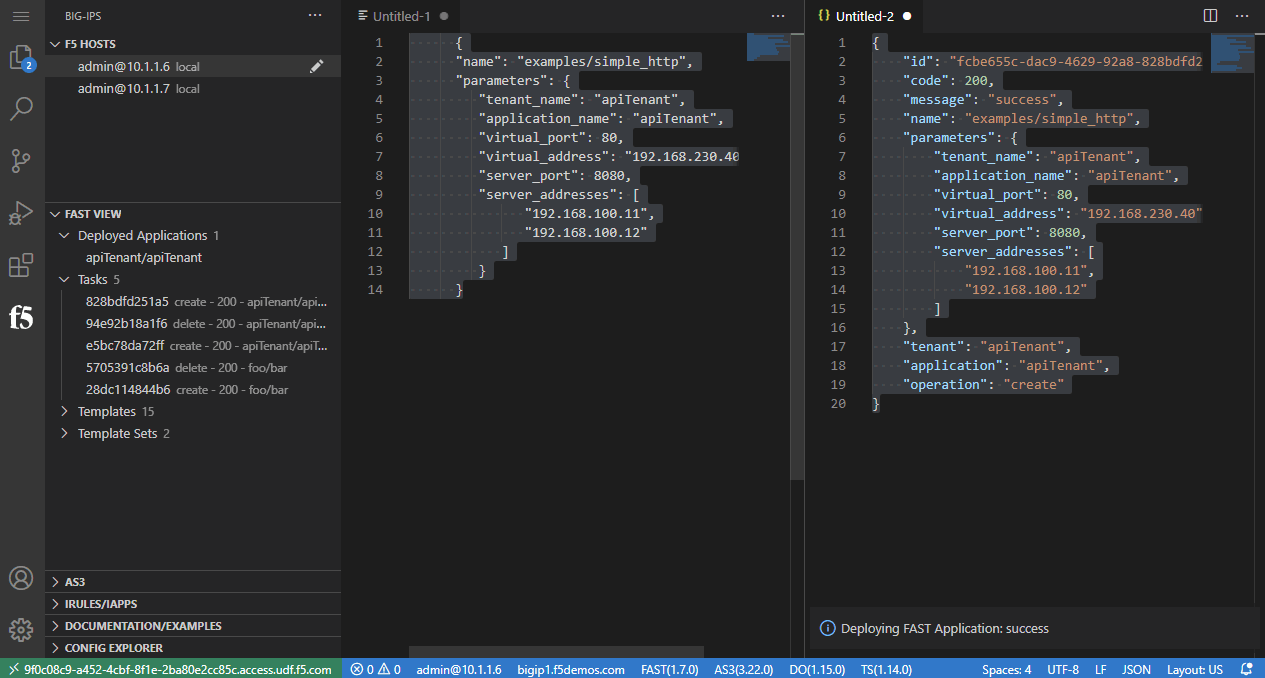 BIG-IPS
F5 HOSTS
admin@10.1.1.6 local
admin@10.1.1.7 local
2
FAST VIEW
Deployed Applications 1
apiTenant/apiTenant
Tasks 5
828bdfd251a5 create - 200 - apiTenant/api...
94e92b18a1f6 delete - 200 - apiTenant/api...
e5bc78da72ff create - 200 - apiTenant/apiT...
5705391c8b6a delete - 200 - foo/bar
28dc114844b6 create - 200 - foo/bar
Templates 15
Template Sets 2
f5
AS3
IRULES/IAPPS
DOCUMENTATION/EXAMPLES
CONFIG EXPLORER
Untitled-1
1 {
2 "name": "examples/simple_http",
3 "parameters": {
4 "tenant_name": "apiTenant",
5 "application_name": "apiTenant",
6 "virtual_port": 80,
7 "virtual_address": "192.168.230.40
8 "server_port": 8080,
9 "server_addresses": [
10 "192.168.100.11",
11 "192.168.100.12"
12 ]
13 }
14 }
{} Untitled-2
1 {
2 "id": "fcbe655c-dac9-4629-92a8-828bdfd2
3 "code": 200,
4 "message": "success",
5 "name": "examples/simple_http",
6 "parameters": {
7 "tenant_name": "apiTenant",
8 "application_name": "apiTenant",
9 "virtual_port": 80,
10 "virtual_address": "192.168.230.40"
11 "server_port": 8080,
12 "server_addresses": [
13 "192.168.100.11",
14 "192.168.100.12"
15 ]
16 },
17 "tenant": "apiTenant",
18 "application": "apiTenant",
19 "operation": "create"
20 }
Deploying FAST Application: success
9f0c08c9-a452-4cbf-8f1e-2ba80e2cc85c.access.udf.f5.com 0 0 admin@10.1.1.6 bigip1.f5demos.com FAST(1.7.0) AS3(3.22.0) DO(1.15.0) TS(1.14.0) Spaces: 4 UTF-8 LF JSON Layout: US